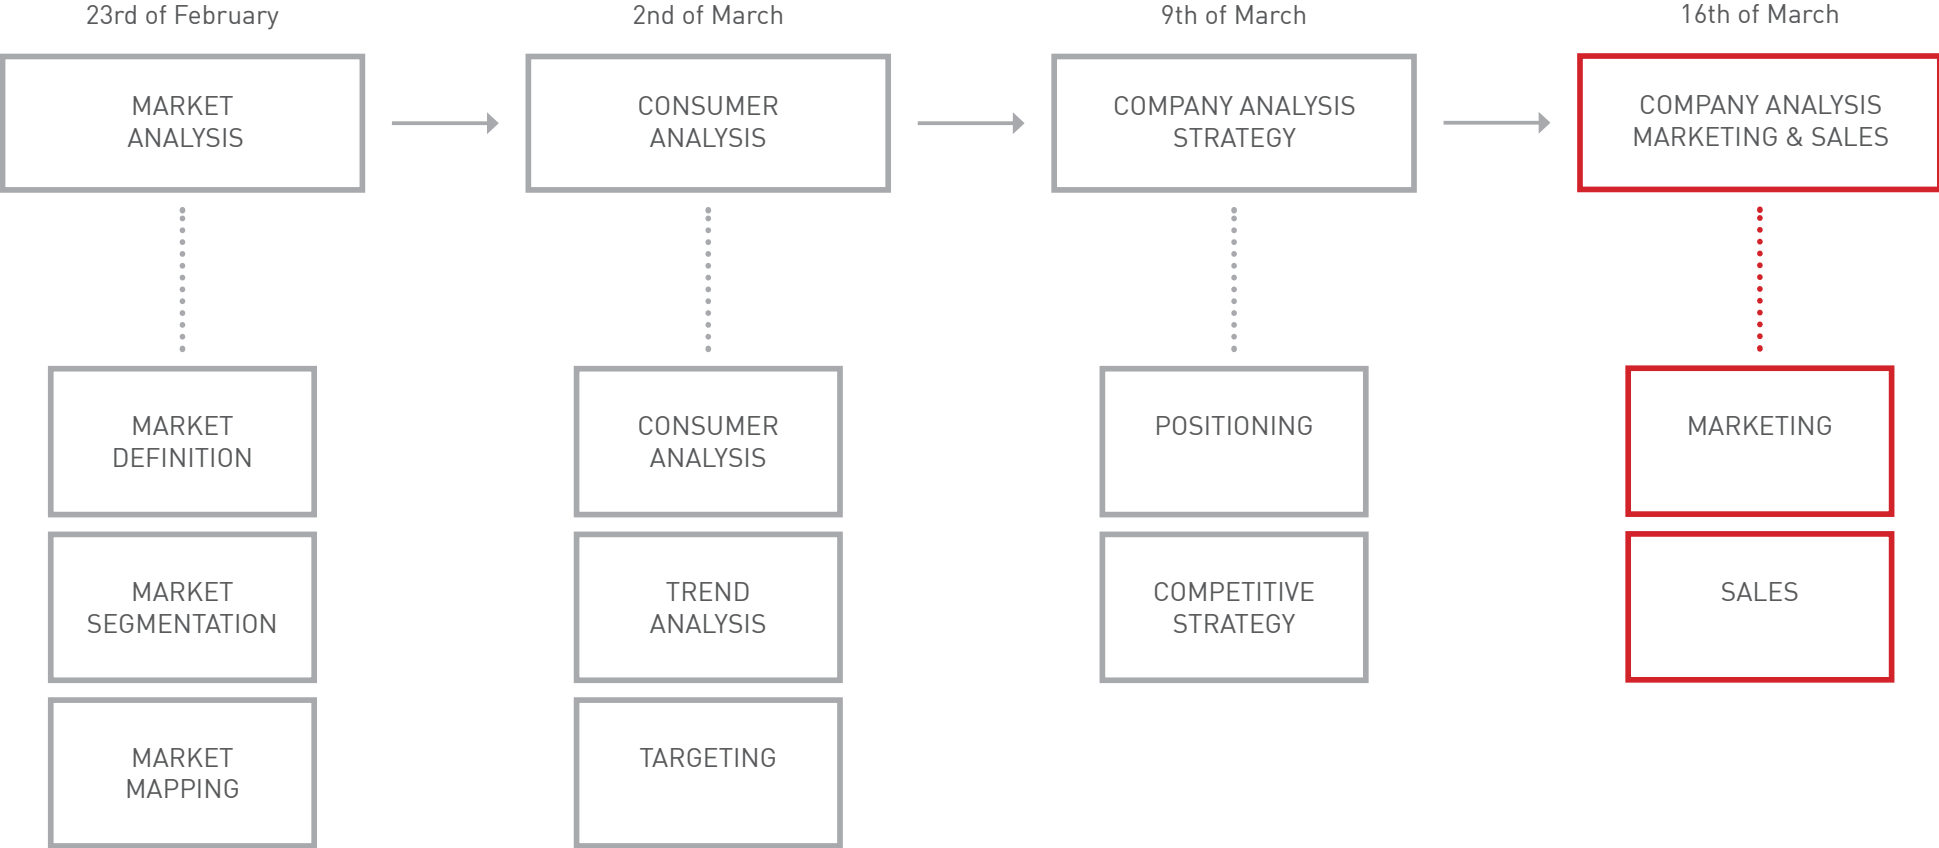 23rd of February
2nd of March
9th of March
16th of March
MARKET
ANALYSIS
CONSUMER
ANALYSIS
COMPANY ANALYSIS
STRATEGY
COMPANY ANALYSIS
MARKETING & SALES
MARKET
DEFINITION
CONSUMER
ANALYSIS
POSITIONING
MARKETING
MARKET
SEGMENTATION
TREND
ANALYSIS
COMPETITIVE
STRATEGY
SALES
MARKET
MAPPING
TARGETING